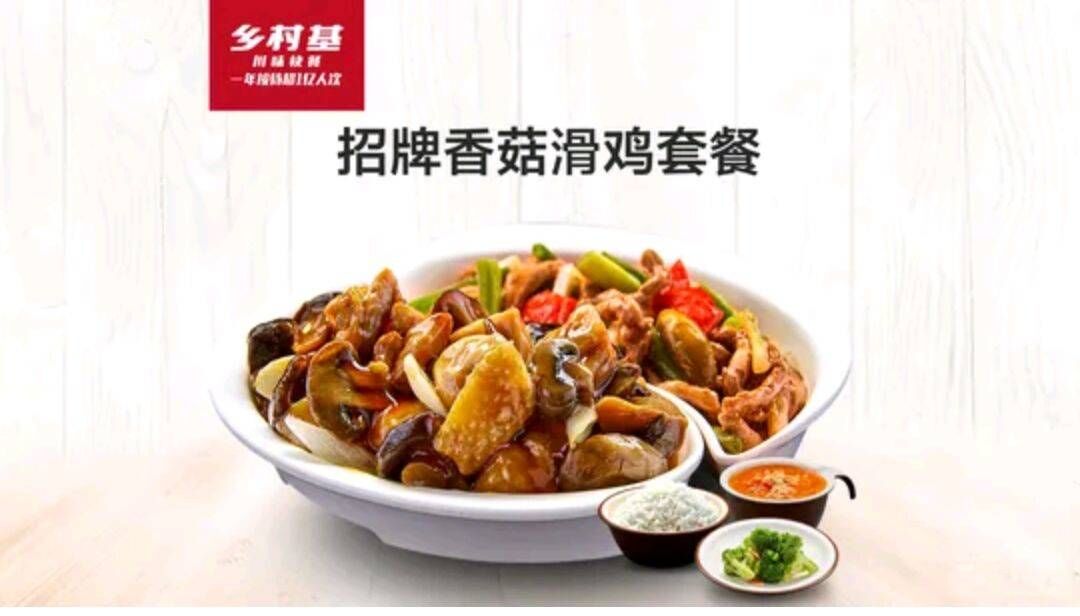 乡村基
川味快餐
一年接待超1亿人次
招牌香菇滑鸡套餐